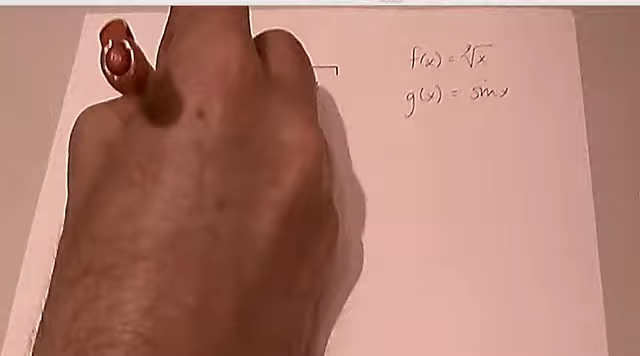 f(x) = ∛x
g(x) = sin x